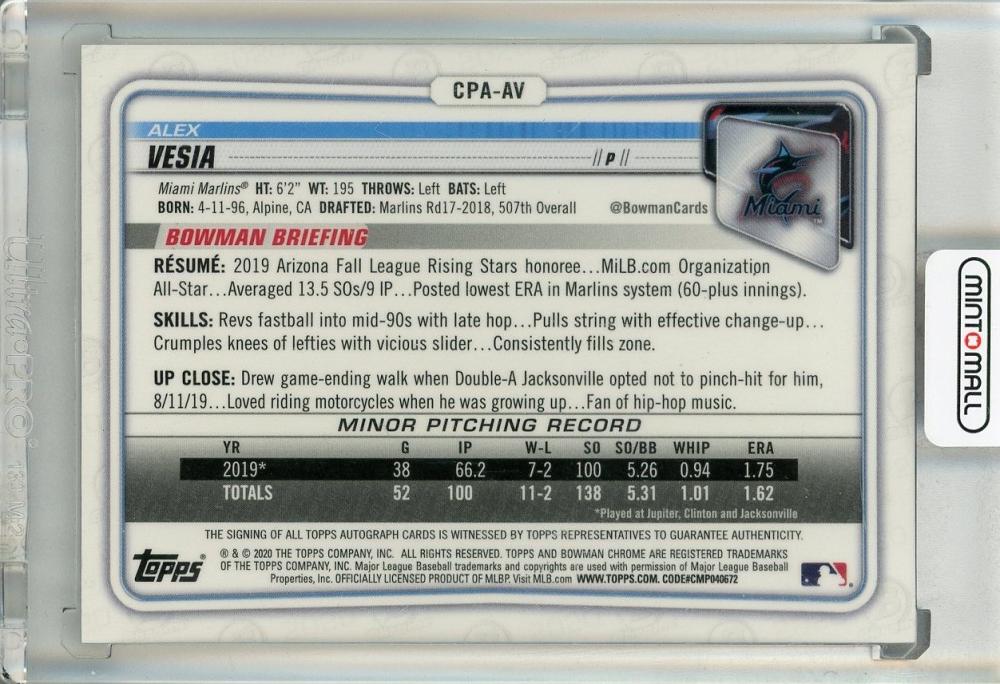 CPA-AV
ALEX
VESIA // P //
Miami Marlins® HT: 6'2" WT: 195 THROWS: Left BATS: Left
BORN: 4-11-96, Alpine, CA DRAFTED: Marlins Rd17-2018, 507th Overall @BowmanCards
Miami™
BOWMAN BRIEFING
RÉSUMÉ: 2019 Arizona Fall League Rising Stars honoree...MiLB.com Organization
All-Star...Averaged 13.5 SOs/9 IP...Posted lowest ERA in Marlins system (60-plus innings).
SKILLS: Revs fastball into mid-90s with late hop...Pulls string with effective change-up...
Crumples knees of lefties with vicious slider...Consistently fills zone.
UP CLOSE: Drew game-ending walk when Double-A Jacksonville opted not to pinch-hit for him,
8/11/19...Loved riding motorcycles when he was growing up...Fan of hip-hop music.
MINOR PITCHING RECORD
YR G IP W-L SO SO/BB WHIP ERA
2019* 38 66.2 7-2 100 5.26 0.94 1.75
TOTALS 52 100 11-2 138 5.31 1.01 1.62
*Played at Jupiter, Clinton and Jacksonville
THE SIGNING OF ALL TOPPS AUTOGRAPH CARDS IS WITNESSED BY TOPPS REPRESENTATIVES TO GUARANTEE AUTHENTICITY.
® & © 2020 THE TOPPS COMPANY, INC. ALL RIGHTS RESERVED. TOPPS AND BOWMAN CHROME ARE REGISTERED TRADEMARKS
OF THE TOPPS COMPANY, INC. Major League Baseball trademarks and copyrights are used with permission of Major League Baseball
Properties, Inc. OFFICIALLY LICENSED PRODUCT OF MLBP. Visit MLB.com WWW.TOPPS.COM. CODE#CMP040672
Topps®
MINTMALL
UltraPRO®